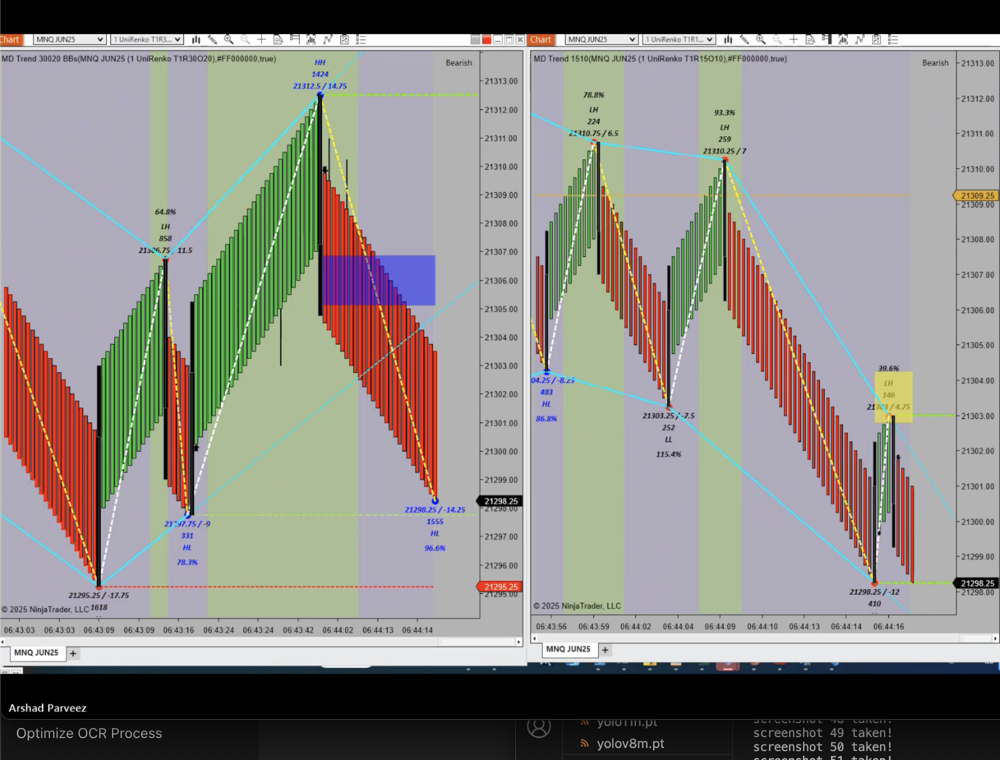 Chart
MNQ JUN25
1 UniRenko T1R3...
MD Trend 30020 BBs(MNQ JUN25 (1 UniRenko T1R30O20),#FF000000,true)
Bearish
HH
1424
21312.5 / 14.75
64.8%
LH
858
21306.75 / 11.5
21297.75 / -9
331
HL
78.3%
21298.25 / -14.25
1555
HL
96.6%
21295.25 / -17.75
1618
21313.00
21312.00
21311.00
21310.00
21309.00
21308.00
21307.00
21306.00
21305.00
21304.00
21303.00
21302.00
21301.00
21300.00
21299.00
21298.25
21298.00
21297.00
21296.00
21295.25
21295.00
© 2025 NinjaTrader, LLC
06:43:03 06:43:03 06:43:09 06:43:09 06:43:16 06:43:24 06:43:24 06:43:44 06:44:02 06:44:13 06:44:14
MNQ JUN25 +
Chart
MNQ JUN25
1 UniRenko T1R1...
MD Trend 1510(MNQ JUN25 (1 UniRenko T1R15O10),#FF000000,true)
Bearish
78.8%
LH
224
21310.75 / 6.5
93.3%
LH
259
21310.25 / 7
04.25 / -8.25
483
HL
86.8%
21303.25 / -7.5
252
LL
115.4%
39.6%
LH
146
21303 / 4.75
21298.25 / -12
410
21313.00
21312.00
21311.00
21310.00
21309.25
21309.00
21308.00
21307.00
21306.00
21305.00
21304.00
21303.00
21302.00
21301.00
21300.00
21299.00
21298.25
21298.00
© 2025 NinjaTrader, LLC
06:43:56 06:43:59 06:44:02 06:44:04 06:44:09 06:44:10 06:44:13 06:44:14 06:44:16
MNQ JUN25 +
Arshad Parveez
Optimize OCR Process
yolo11n.pt
yolov8m.pt
screenshot 48 taken!
screenshot 49 taken!
screenshot 50 taken!
screenshot 51 taken!